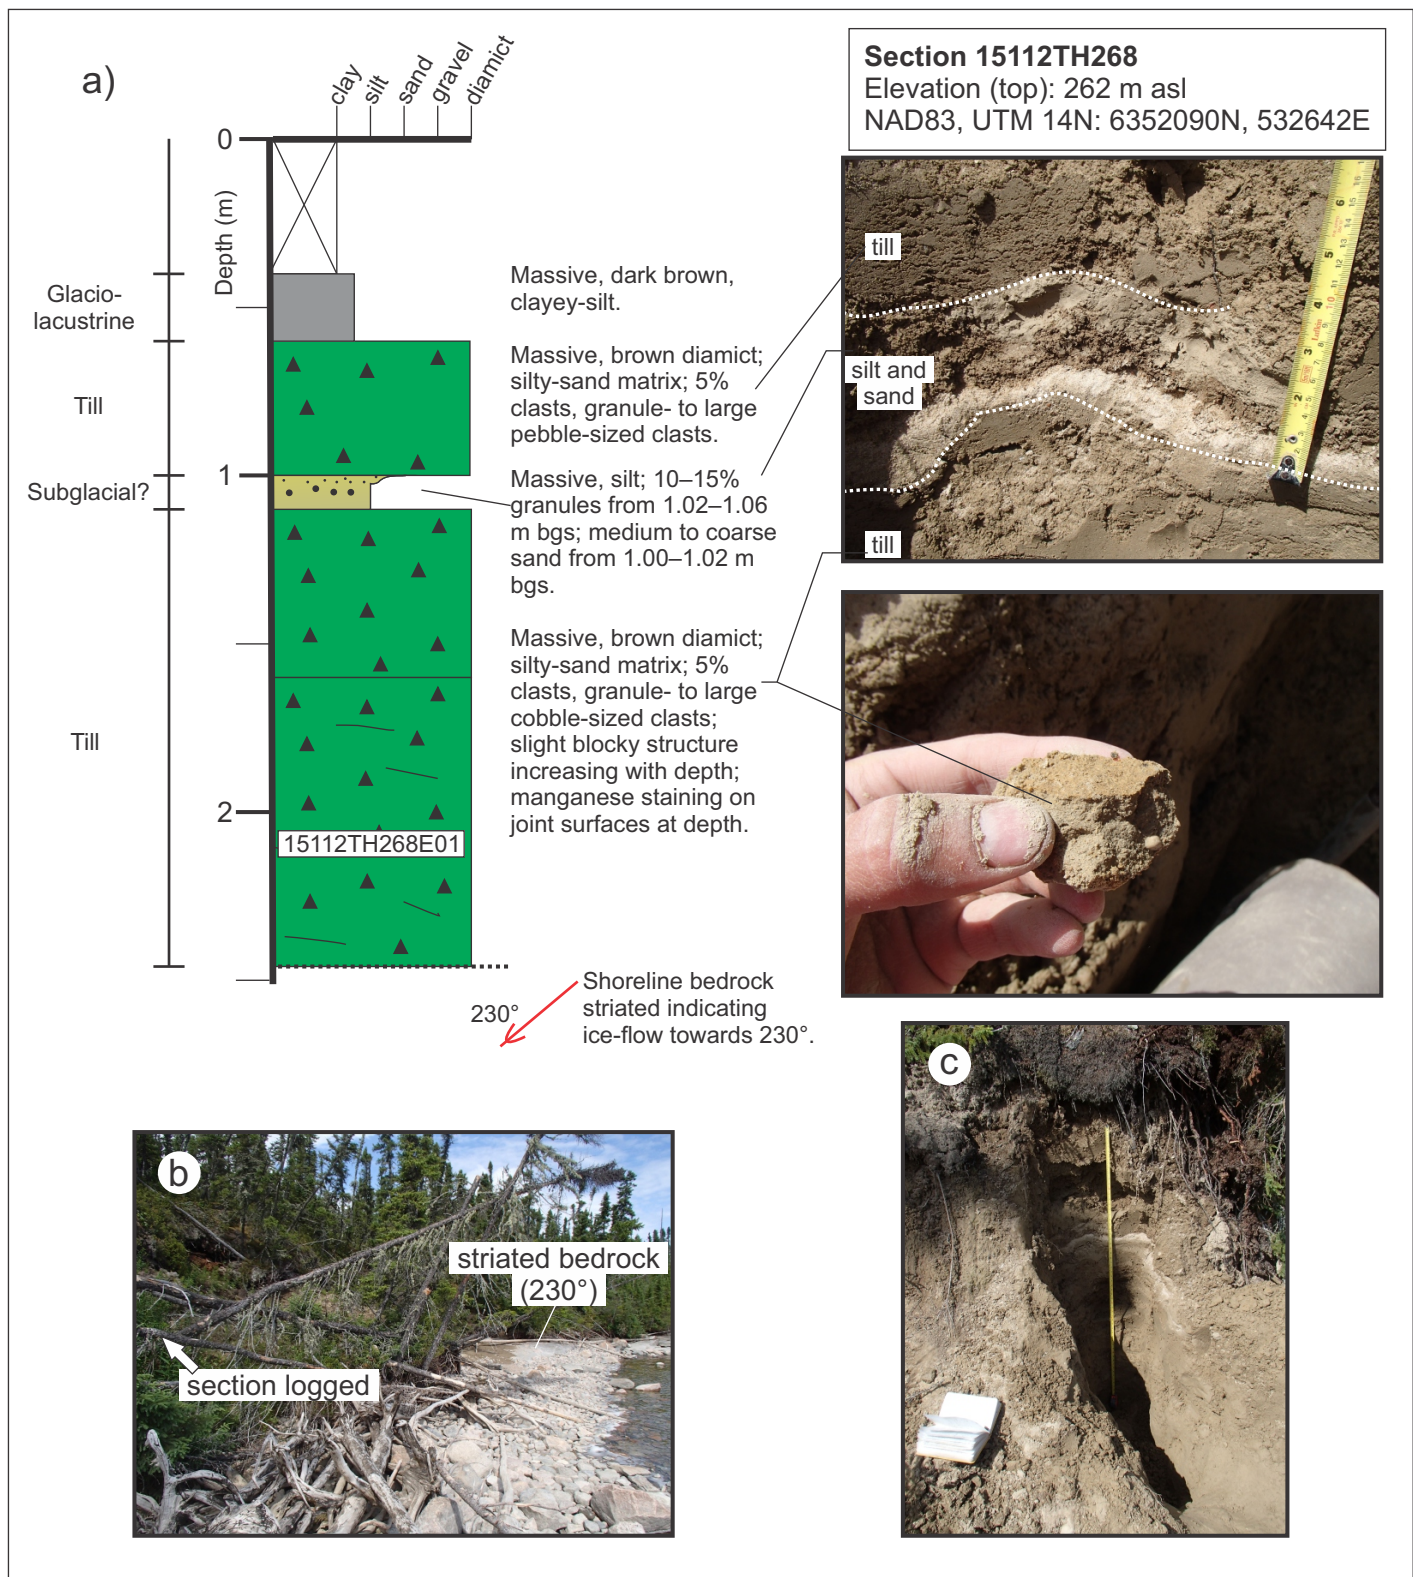 a)
clay
silt
sand
gravel
diamict
Section 15112TH268
Elevation (top): 262 m asl
NAD83, UTM 14N: 6352090N, 532642E
0
Depth (m)
1
2
Glacio-
lacustrine
Till
Subglacial?
Till
Massive, dark brown,
clayey-silt.
Massive, brown diamict;
silty-sand matrix; 5%
clasts, granule- to large
pebble-sized clasts.
Massive, silt; 10–15%
granules from 1.02–1.06
m bgs; medium to coarse
sand from 1.00–1.02 m
bgs.
Massive, brown diamict;
silty-sand matrix; 5%
clasts, granule- to large
cobble-sized clasts;
slight blocky structure
increasing with depth;
manganese staining on
joint surfaces at depth.
15112TH268E01
till
silt and
sand
till
6
5
4
3
2
230°
Shoreline bedrock
striated indicating
ice-flow towards 230°.
b
striated bedrock
(230°)
section logged
c